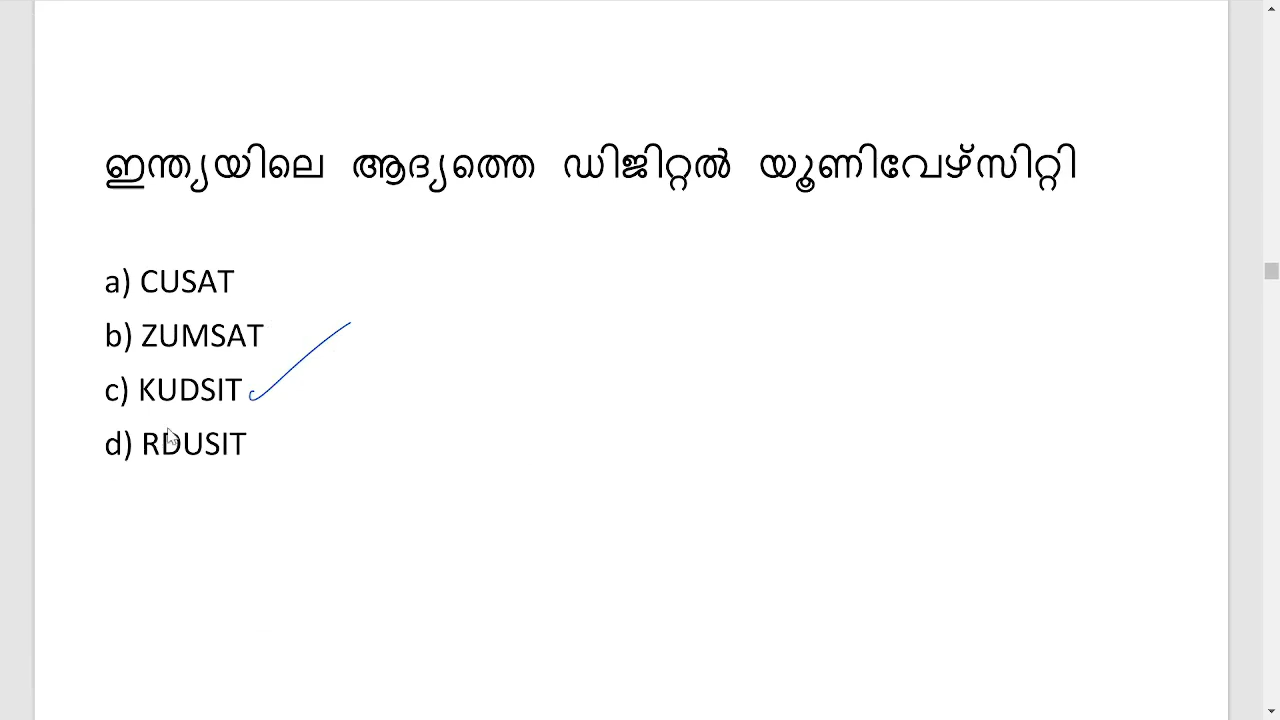 ഇന്ത്യയിലെ ആദ്യത്തെ ഡിജിറ്റൽ യൂണിവേഴ്സിറ്റി
a) CUSAT
b) ZUMSAT
c) KUDSIT
d) RDUSIT